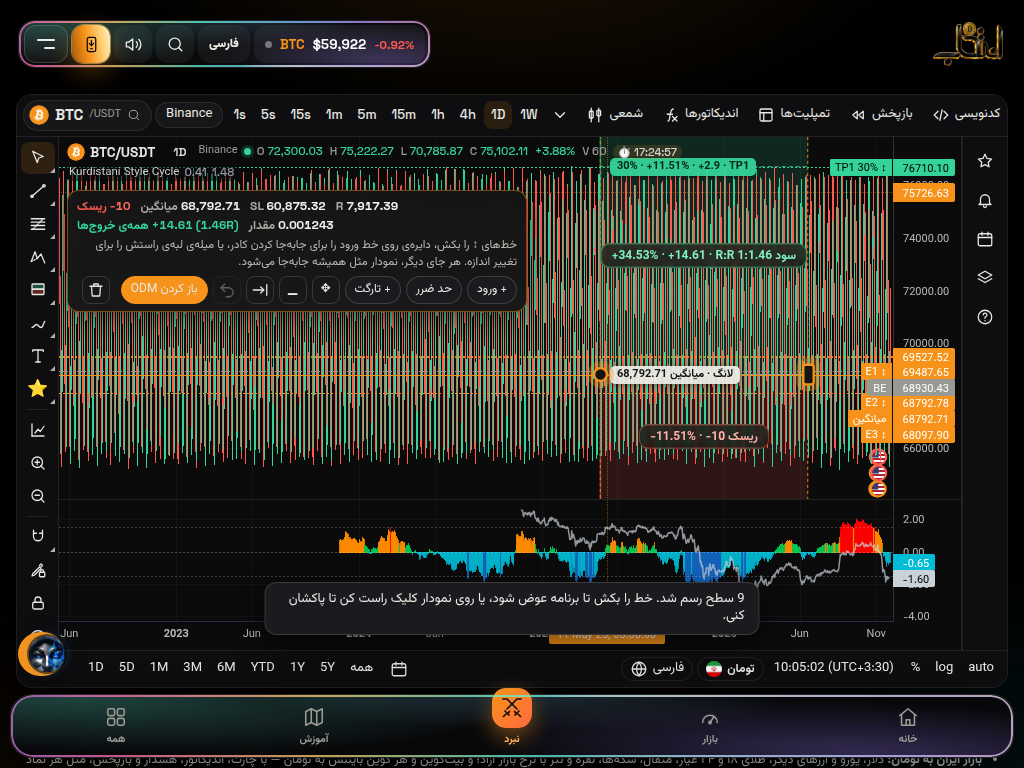 فارسی
BTC $59,922 -0.92%
BTC /USDT
Binance
1s 5s 15s 1m 5m 15m 1h 4h 1D 1W
شمعی
اندیکاتورها
تمپلیت‌ها
بازپخش
کدنویسی
BTC/USDT 1D Binance O 72,300.03 H 75,222.27 L 70,785.87 C 75,102.11 +3.88%
17:24:57
Kurdistani Style Cycle 0.41 1.48
30% · +11.51% · +2.9 · TP1
TP1 30% ↕ 76710.10
75726.63
ریسک -10 میانگین 68,792.71 SL 60,875.32 R 7,917.39
همه‌ی خروج‌ها +14.61 (1.46R) مقدار 0.001243
خط‌های ↕ را بکش، دایره‌ی روی خط ورود را برای جابه‌جا کردن کادر، یا میله‌ی لبه‌ی راستش را برای
تغییر اندازه. هر جای دیگر، نمودار مثل همیشه جابه‌جا می‌شود.
باز کردن ODM
+ تارگت
حد ضرر
+ ورود
سود +14.61 · +34.53% · R:R 1:1.46
لانگ · میانگین 68,792.71
ریسک -10 · -11.51%
74000.00
72000.00
70000.00
69527.52
E1 ↕ 69487.65
BE 68930.43
E2 ↕ 68792.78
میانگین 68792.71
E3 ↕ 68097.90
66000.00
2.00
0.00
-0.65
-1.60
-4.00
9 سطح رسم شد. خط را بکش تا برنامه عوض شود، یا روی نمودار کلیک راست کن تا پاکشان
کنی.
Jun 2023 Jun Jun Nov
1D 5D 1M 3M 6M YTD 1Y 5Y همه
فارسی
تومان
10:05:02 (UTC+3:30) % log auto
خانه
بازار
نبرد
آموزش
همه